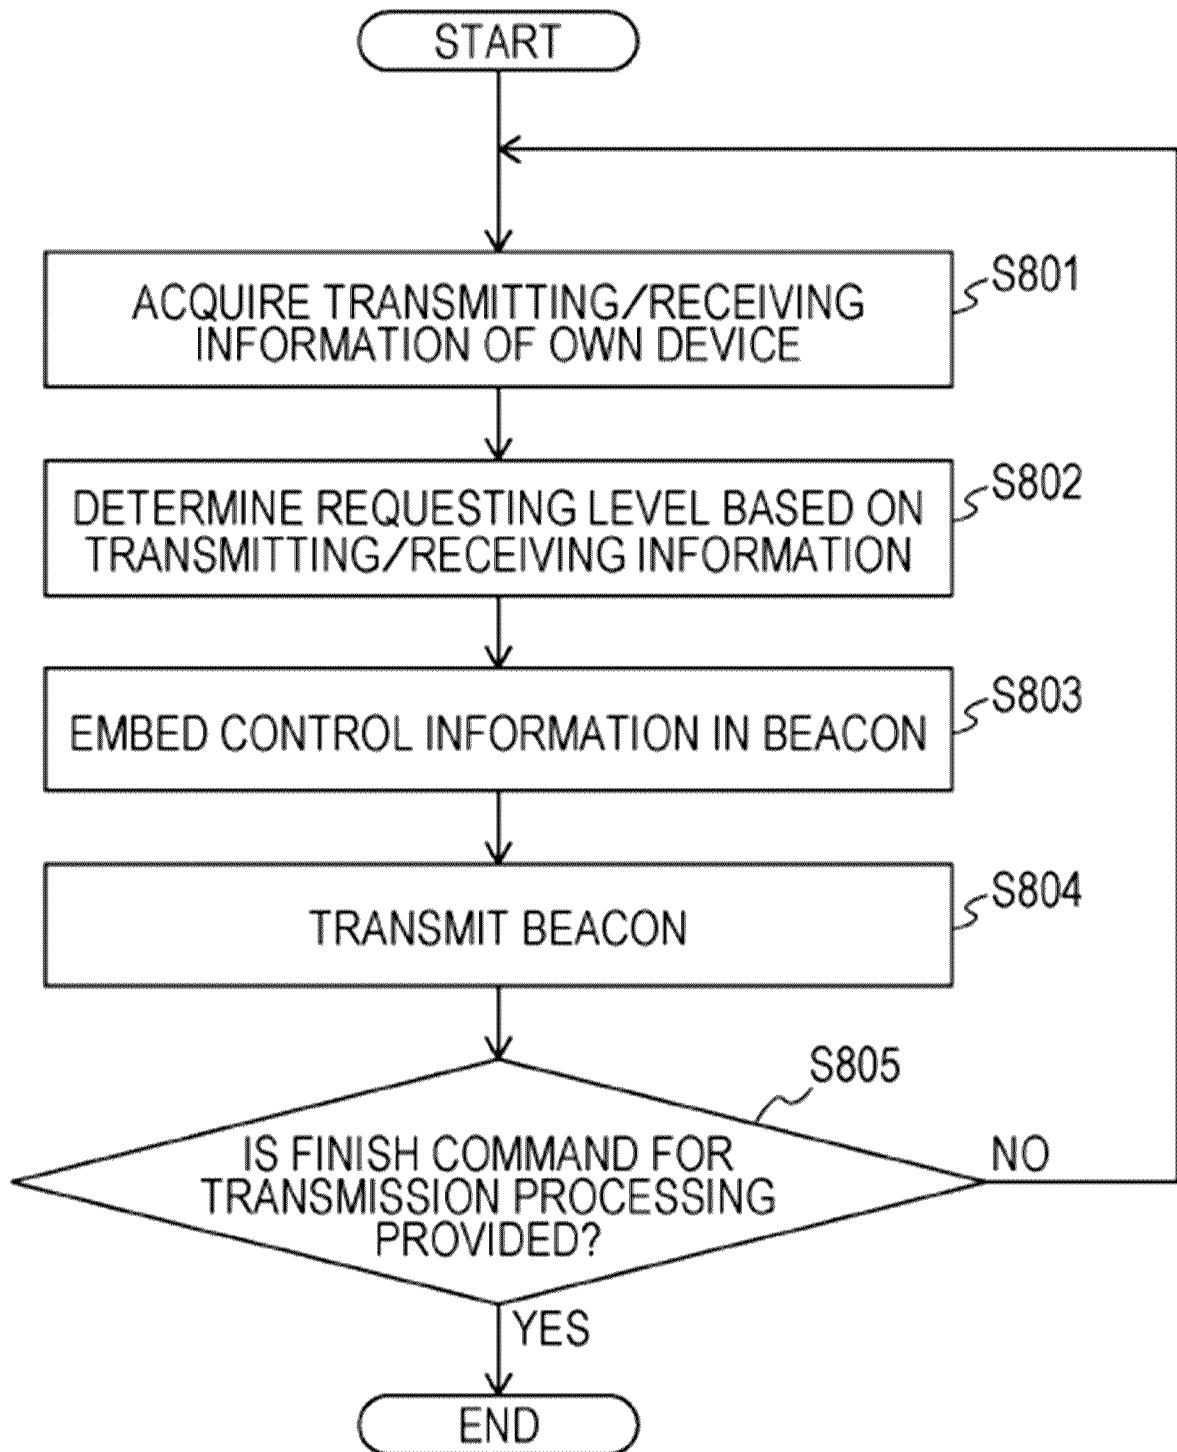 START
ACQUIRE TRANSMITTING/RECEIVING
INFORMATION OF OWN DEVICE
S801
DETERMINE REQUESTING LEVEL BASED ON
TRANSMITTING/RECEIVING INFORMATION
S802
EMBED CONTROL INFORMATION IN BEACON
S803
TRANSMIT BEACON
S804
S805
IS FINISH COMMAND FOR
TRANSMISSION PROCESSING
PROVIDED?
NO
YES
END